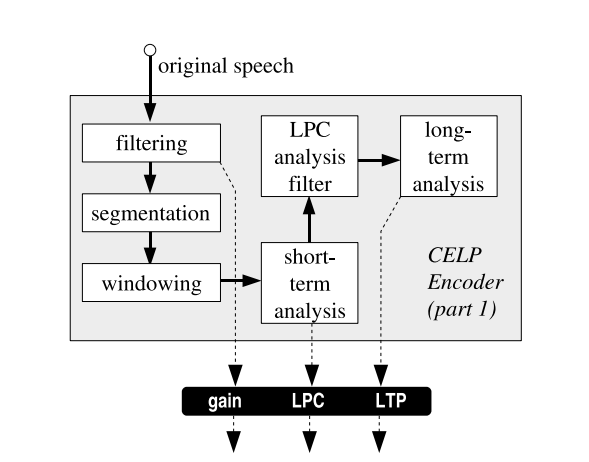 original speech
filtering
segmentation
windowing
LPC
analysis
filter
long-
term
analysis
short-
term
analysis
CELP
Encoder
(part 1)
gain LPC LTP